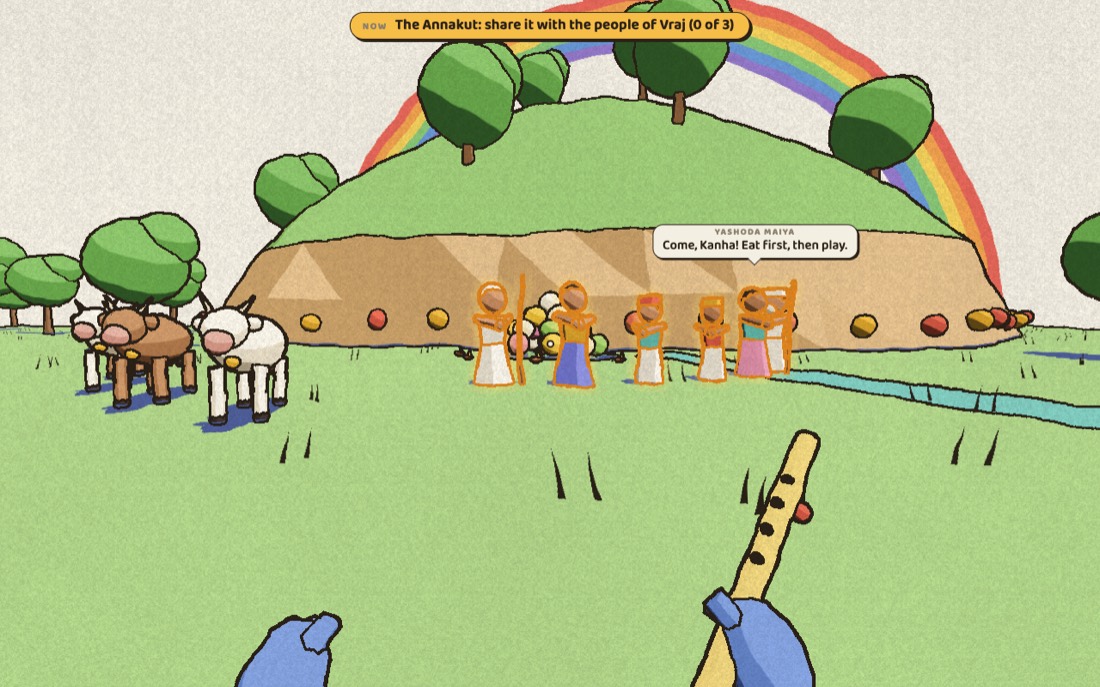 NOW The Annakut: share it with the people of Vraj (0 of 3)
YASHODA MAIYA
Come, Kanha! Eat first, then play.